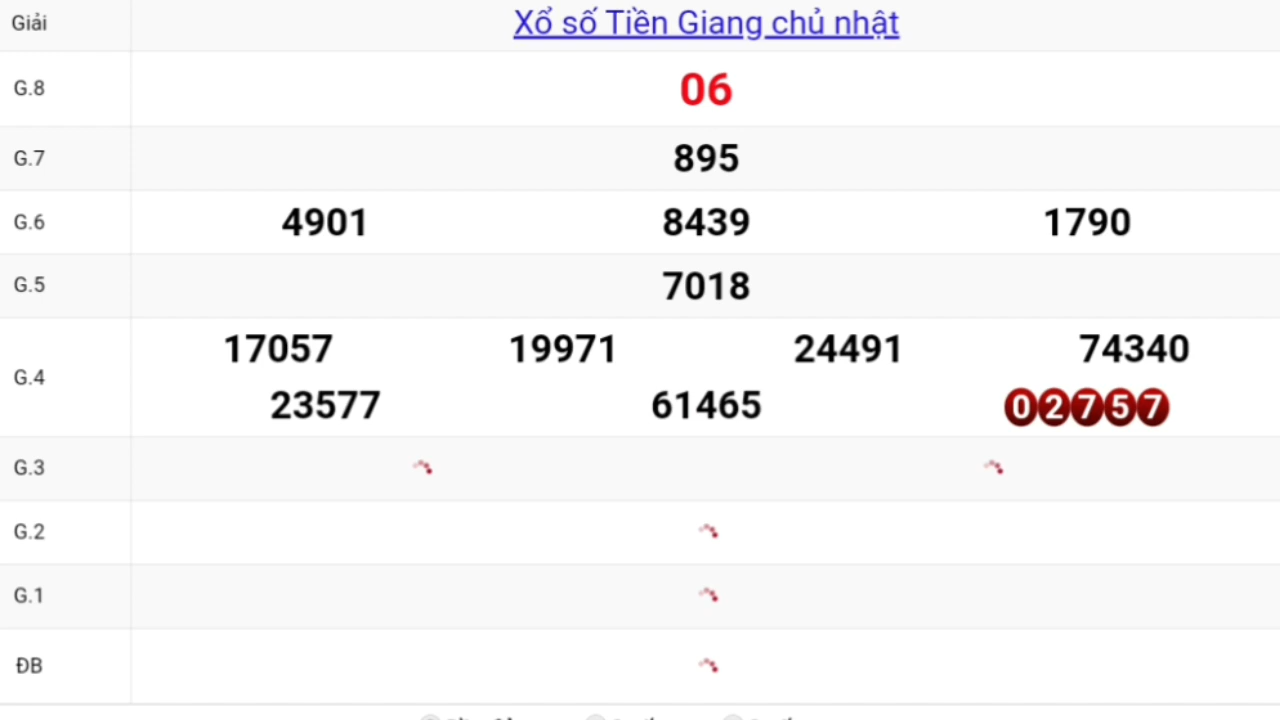 Giải Xổ số Tiền Giang chủ nhật
G.8 06
G.7 895
G.6 4901 8439 1790
G.5 7018
G.4 17057 19971 24491 74340
23577 61465 02757
G.3
G.2
G.1
ĐB